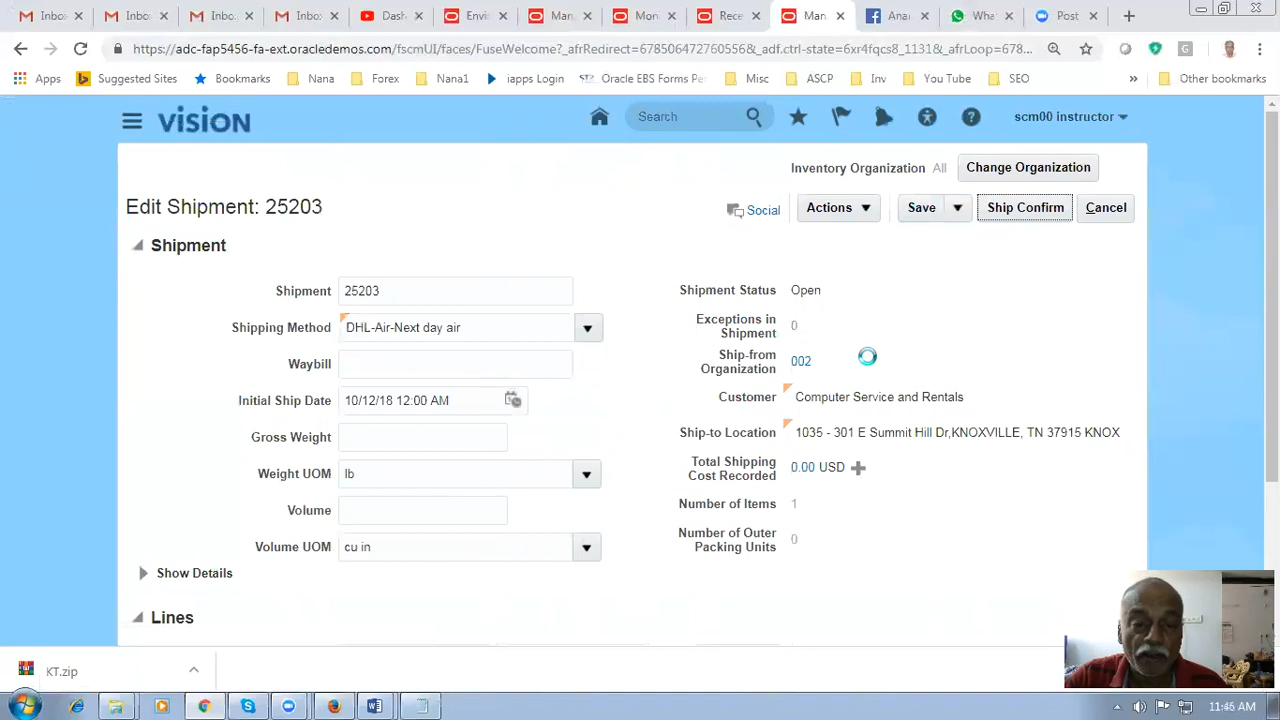 Inbox
Inbox
Inbox
Inbox
Dash
Envi
Man
Mon
Rece
Man
Ana
Wha
Post
https://adc-fap5456-fa-ext.oracledemos.com/fscmUI/faces/FuseWelcome?_afrRedirect=6785064727605568&_adf.ctrl-state=6xr4fqcs8_1131&_afrLoop=678...
Apps
Suggested Sites
Bookmarks
Nana
Forex
Nana1
iapps Login
Oracle EBS Forms Pe
Misc
ASCP
Inv
You Tube
SEO
»
Other bookmarks
VISION
Search
scm00 instructor
Inventory Organization All
Change Organization
Edit Shipment: 25203
Social
Actions
Save
Ship Confirm
Cancel
Shipment
Shipment 25203
Shipment Status Open
Shipping Method DHL-Air-Next day air
Exceptions in Shipment 0
Waybill
Ship-from Organization 002
Initial Ship Date 10/12/18 12:00 AM
Customer Computer Service and Rentals
Gross Weight
Ship-to Location 1035 - 301 E Summit Hill Dr,KNOXVILLE, TN 37915 KNOX
Weight UOM lb
Total Shipping Cost Recorded 0.00 USD
Volume
Number of Items 1
Volume UOM cu in
Number of Outer Packing Units 0
Show Details
Lines
KT.zip
11:46 AM